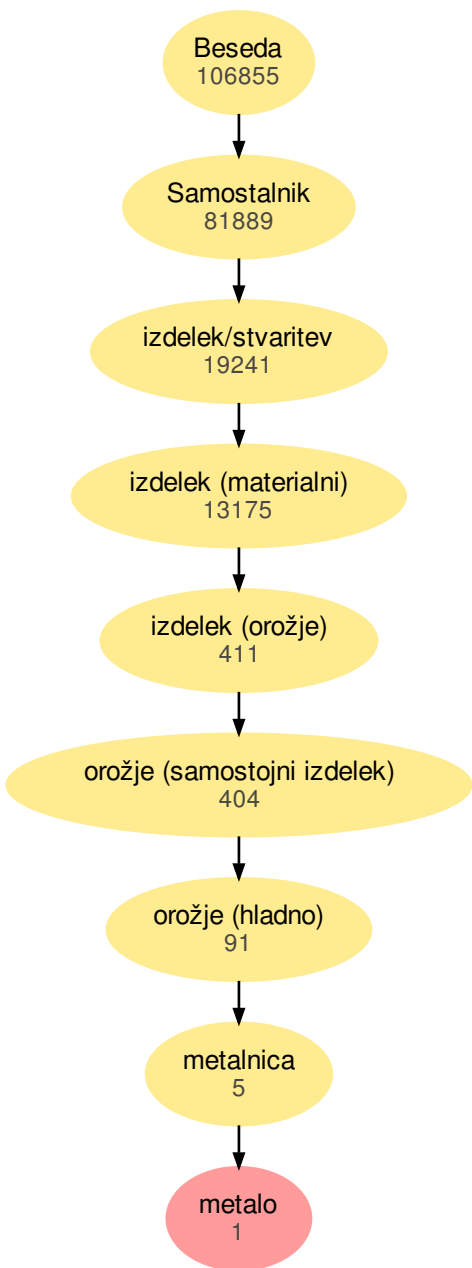 Beseda
106855
Samostalnik
81889
izdelek/stvaritev
19241
izdelek (materialni)
13175
izdelek (orožje)
411
orožje (samostojni izdelek)
404
orožje (hladno)
91
metalnica
5
metalo
1